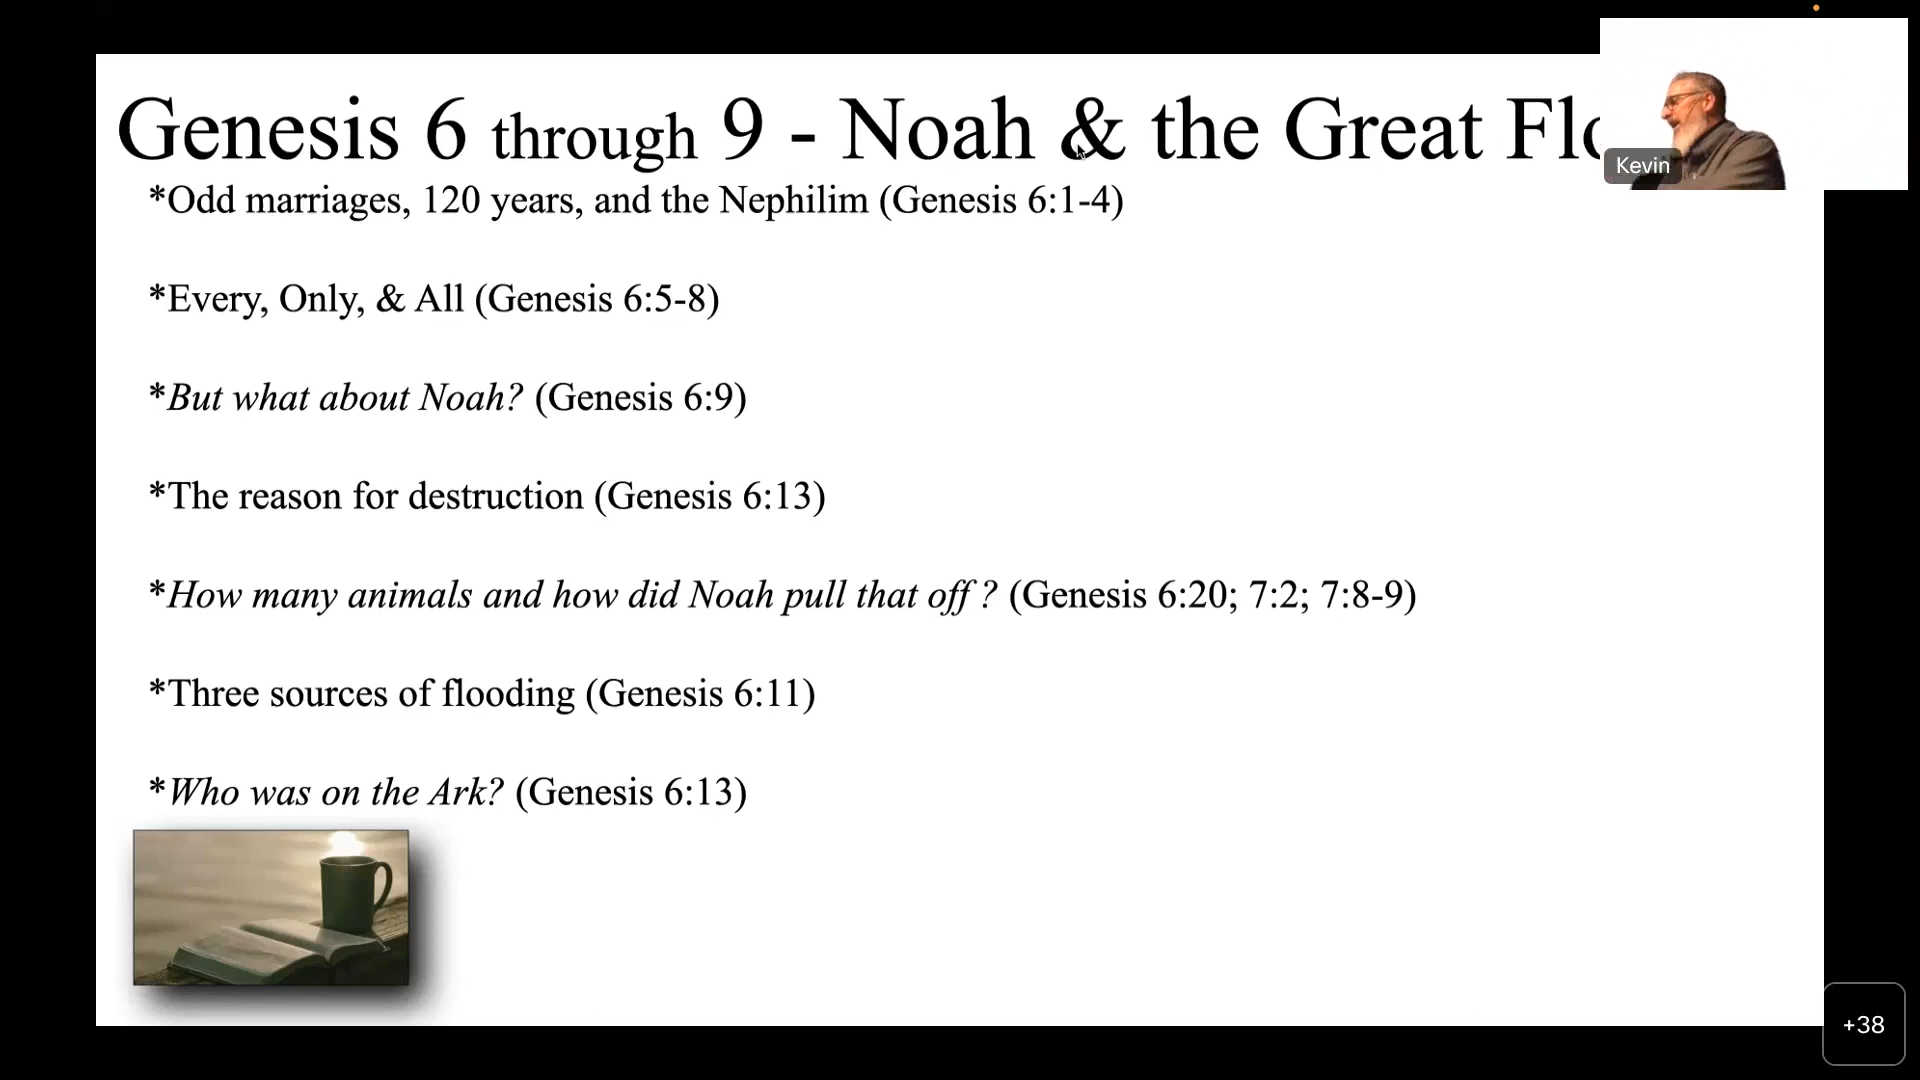 Genesis 6 through 9 - Noah & the Great Flo
Kevin
*Odd marriages, 120 years, and the Nephilim (Genesis 6:1-4)
*Every, Only, & All (Genesis 6:5-8)
*But what about Noah? (Genesis 6:9)
*The reason for destruction (Genesis 6:13)
*How many animals and how did Noah pull that off ? (Genesis 6:20; 7:2; 7:8-9)
*Three sources of flooding (Genesis 6:11)
*Who was on the Ark? (Genesis 6:13)
+38